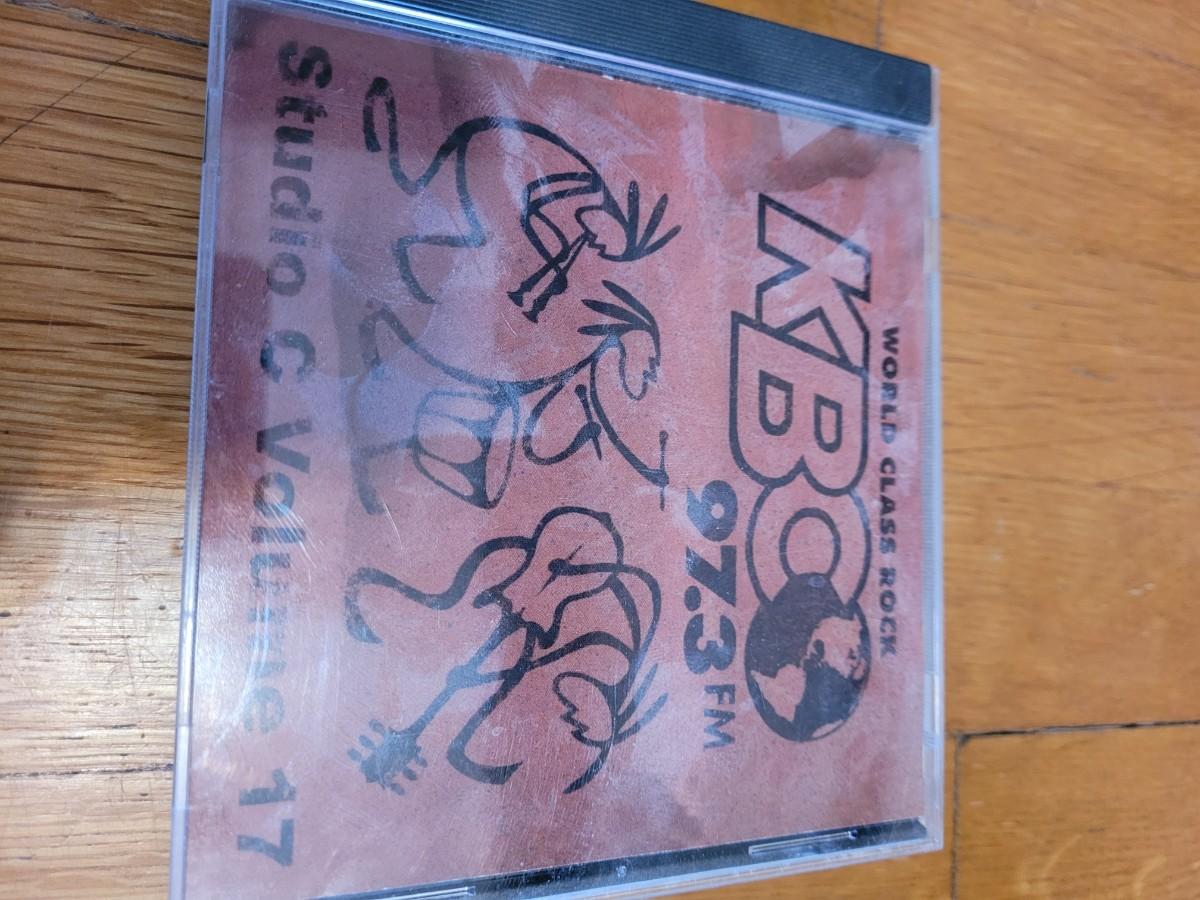 WORLD CLASS ROCK
KBCO
97.3 FM
Studio C Volume 17